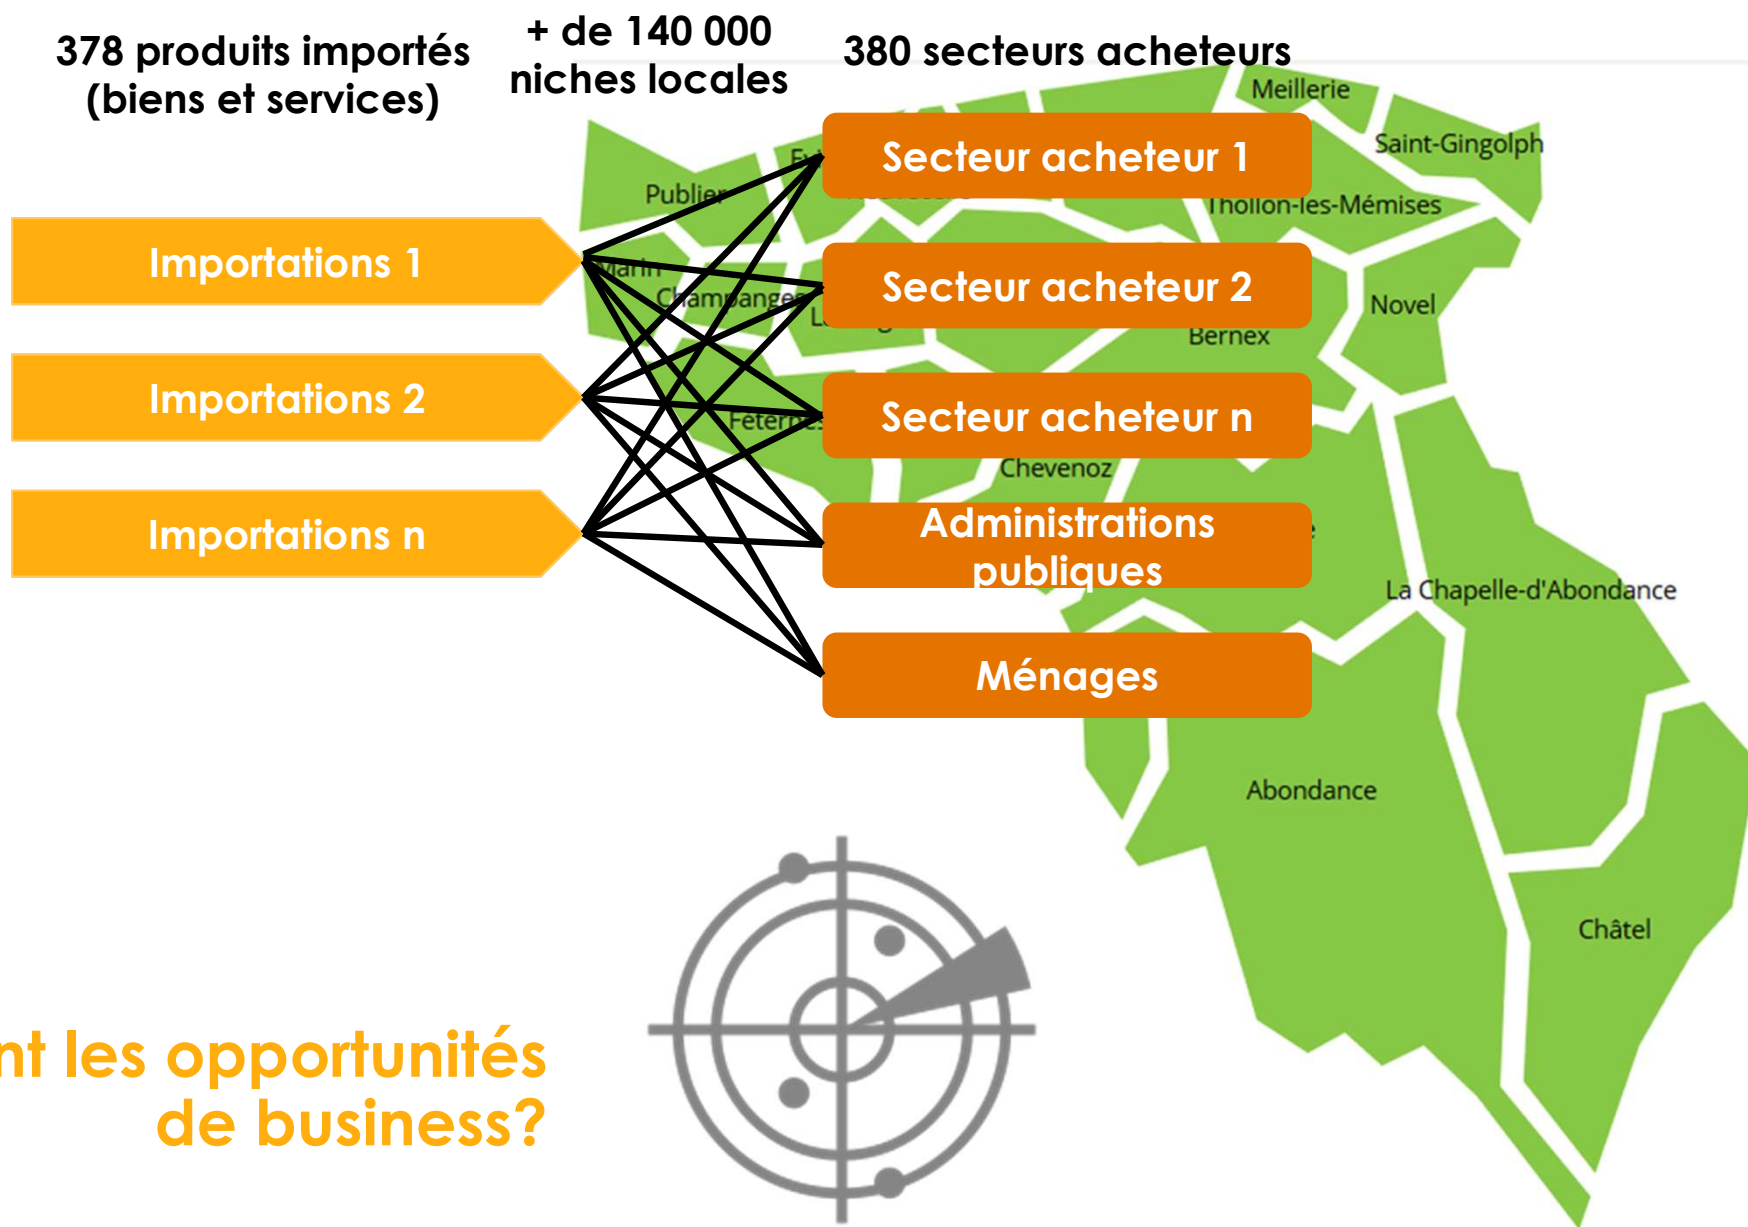 378 produits importés
(biens et services)
+ de 140 000
niches locales
380 secteurs acheteurs
Meillerie
Saint-Gingolph
Publier
Thollon-les-Mémises
Marin
Novel
Bernex
Chevenoz
La Chapelle-d'Abondance
Abondance
Châtel
Importations 1
Importations 2
Importations n
Secteur acheteur 1
Secteur acheteur 2
Secteur acheteur n
Administrations
publiques
Ménages
les opportunités
de business?